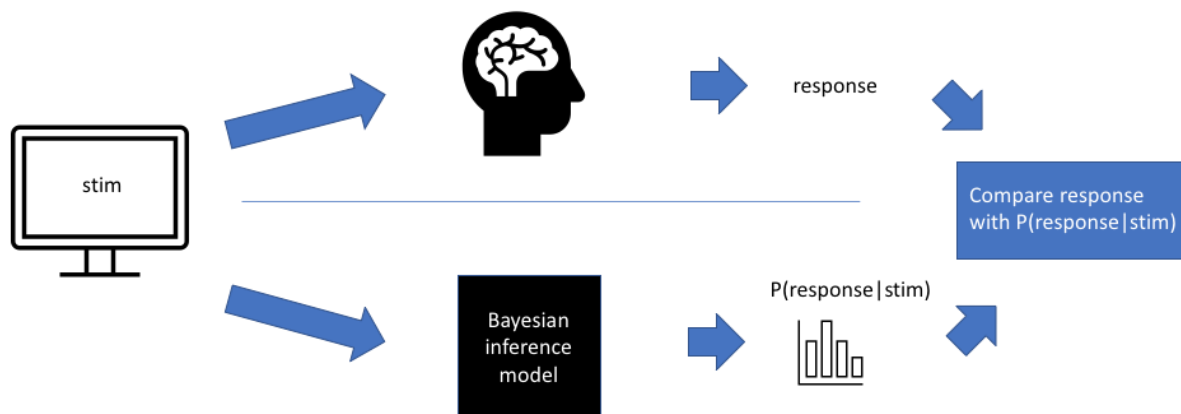 stim
response
Compare response
with P(response|stim)
P(response|stim)
Bayesian
inference
model